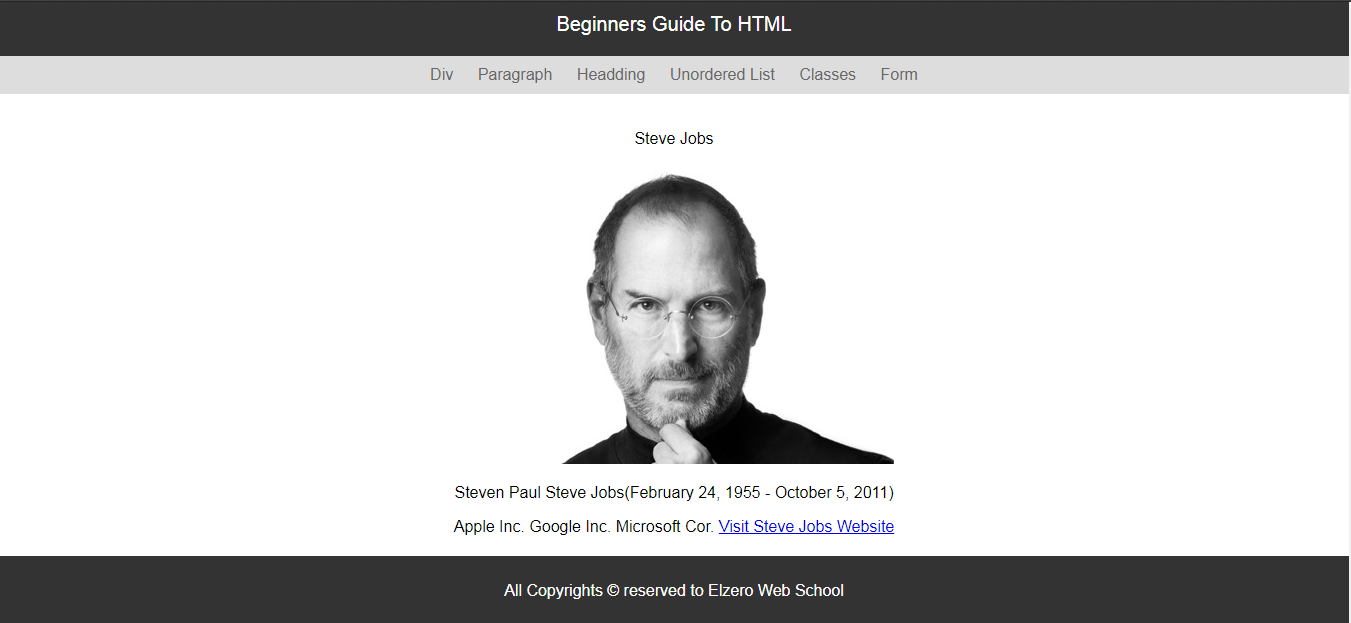 Beginners Guide To HTML
Div Paragraph Headding Unordered List Classes Form
Steve Jobs
Steven Paul Steve Jobs(February 24, 1955 - October 5, 2011)
Apple Inc. Google Inc. Microsoft Cor. Visit Steve Jobs Website
All Copyrights © reserved to Elzero Web School